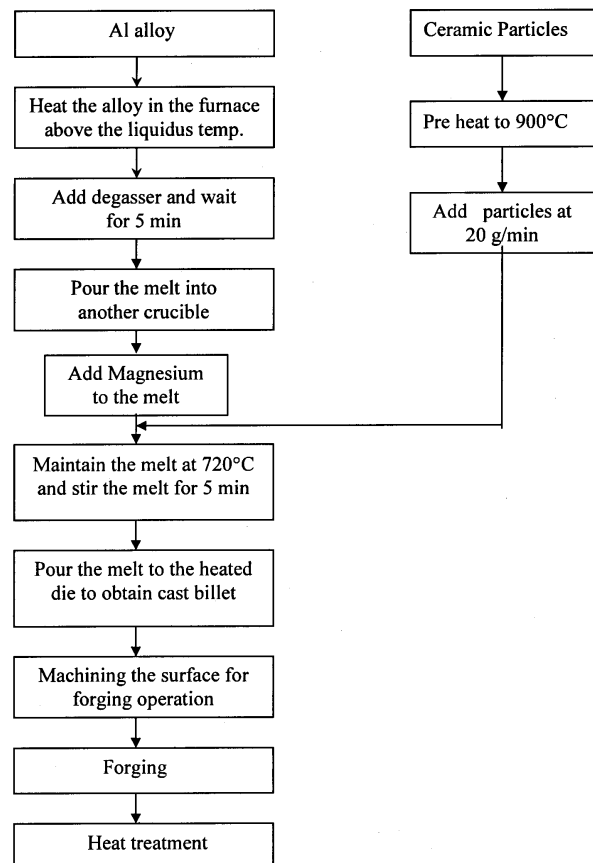 Al alloy
Heat the alloy in the furnace
above the liquidus temp.
Add degasser and wait
for 5 min
Pour the melt into
another crucible
Add Magnesium
to the melt
Ceramic Particles
Pre heat to 900°C
Add particles at
20 g/min
Maintain the melt at 720°C
and stir the melt for 5 min
Pour the melt to the heated
die to obtain cast billet
Machining the surface for
forging operation
Forging
Heat treatment